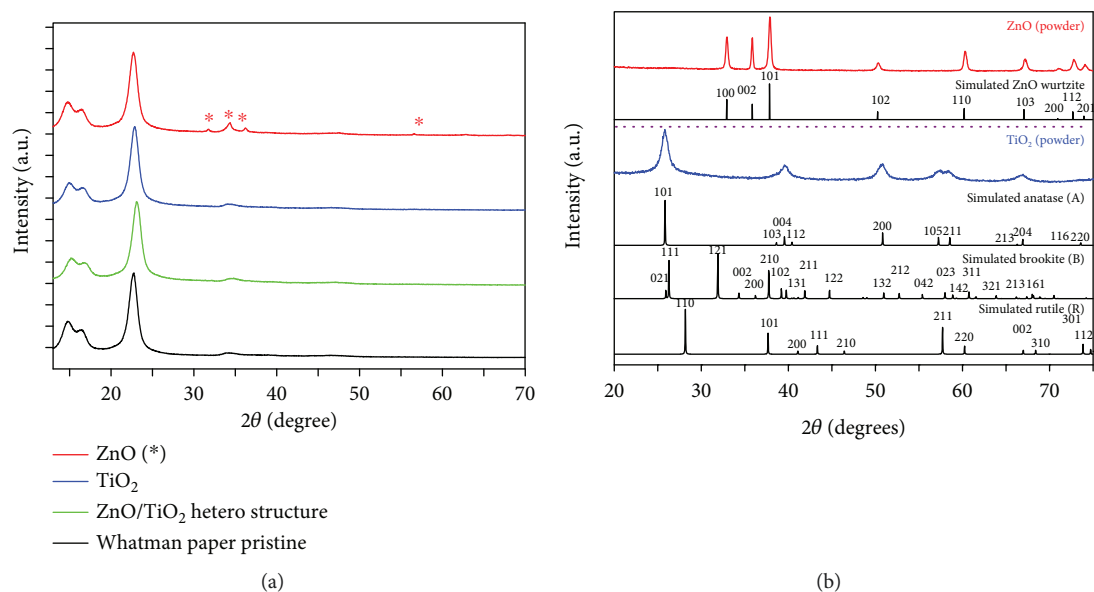 Intensity (a.u.)
* * * *
20 30 40 50 60 70
2θ (degree)
ZnO (*)
TiO₂
ZnO/TiO₂ hetero structure
Whatman paper pristine
(a)
Intensity (a.u.)
ZnO (powder)
Simulated ZnO wurtzite
100 002 101 102 110 103 200 112 201
TiO₂ (powder)
Simulated anatase (A)
101 103 004 112 200 105 211 213 204 116 220
Simulated brookite (B)
021 111 121 002 200 210 102 131 211 122 132 212 042 023 142 311 321 213 161
Simulated rutile (R)
110 101 200 111 210 211 220 002 310 301 112
20 30 40 50 60 20 70
2θ (degrees)
(b)